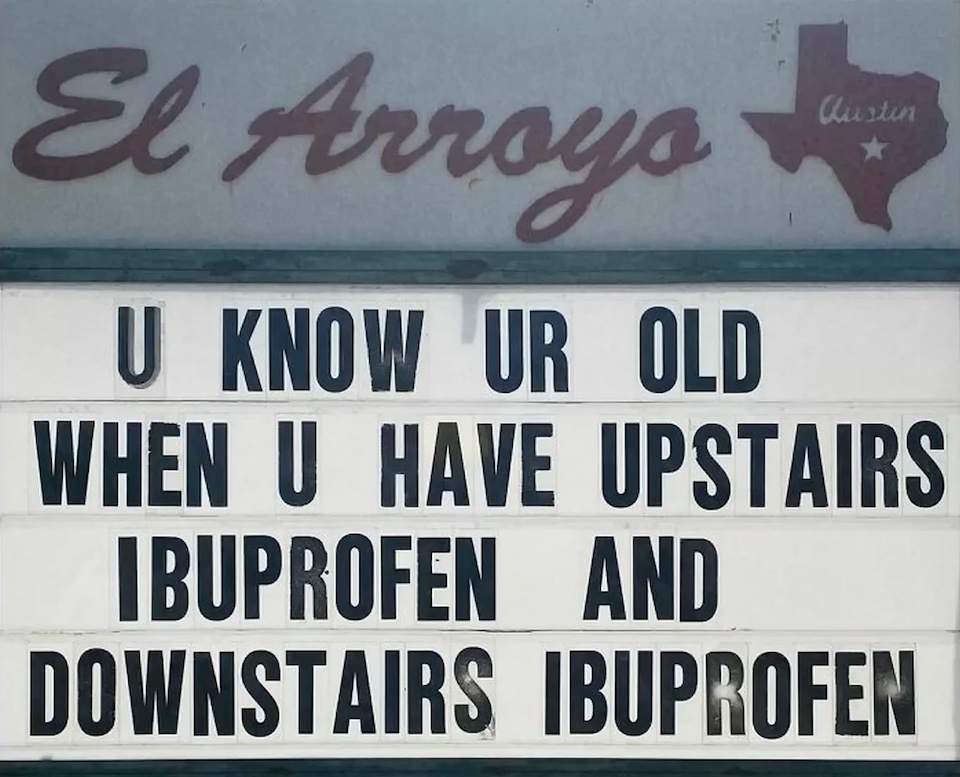 El Arroyo
Austin
U KNOW UR OLD
WHEN U HAVE UPSTAIRS
IBUPROFEN AND
DOWNSTAIRS IBUPROFEN